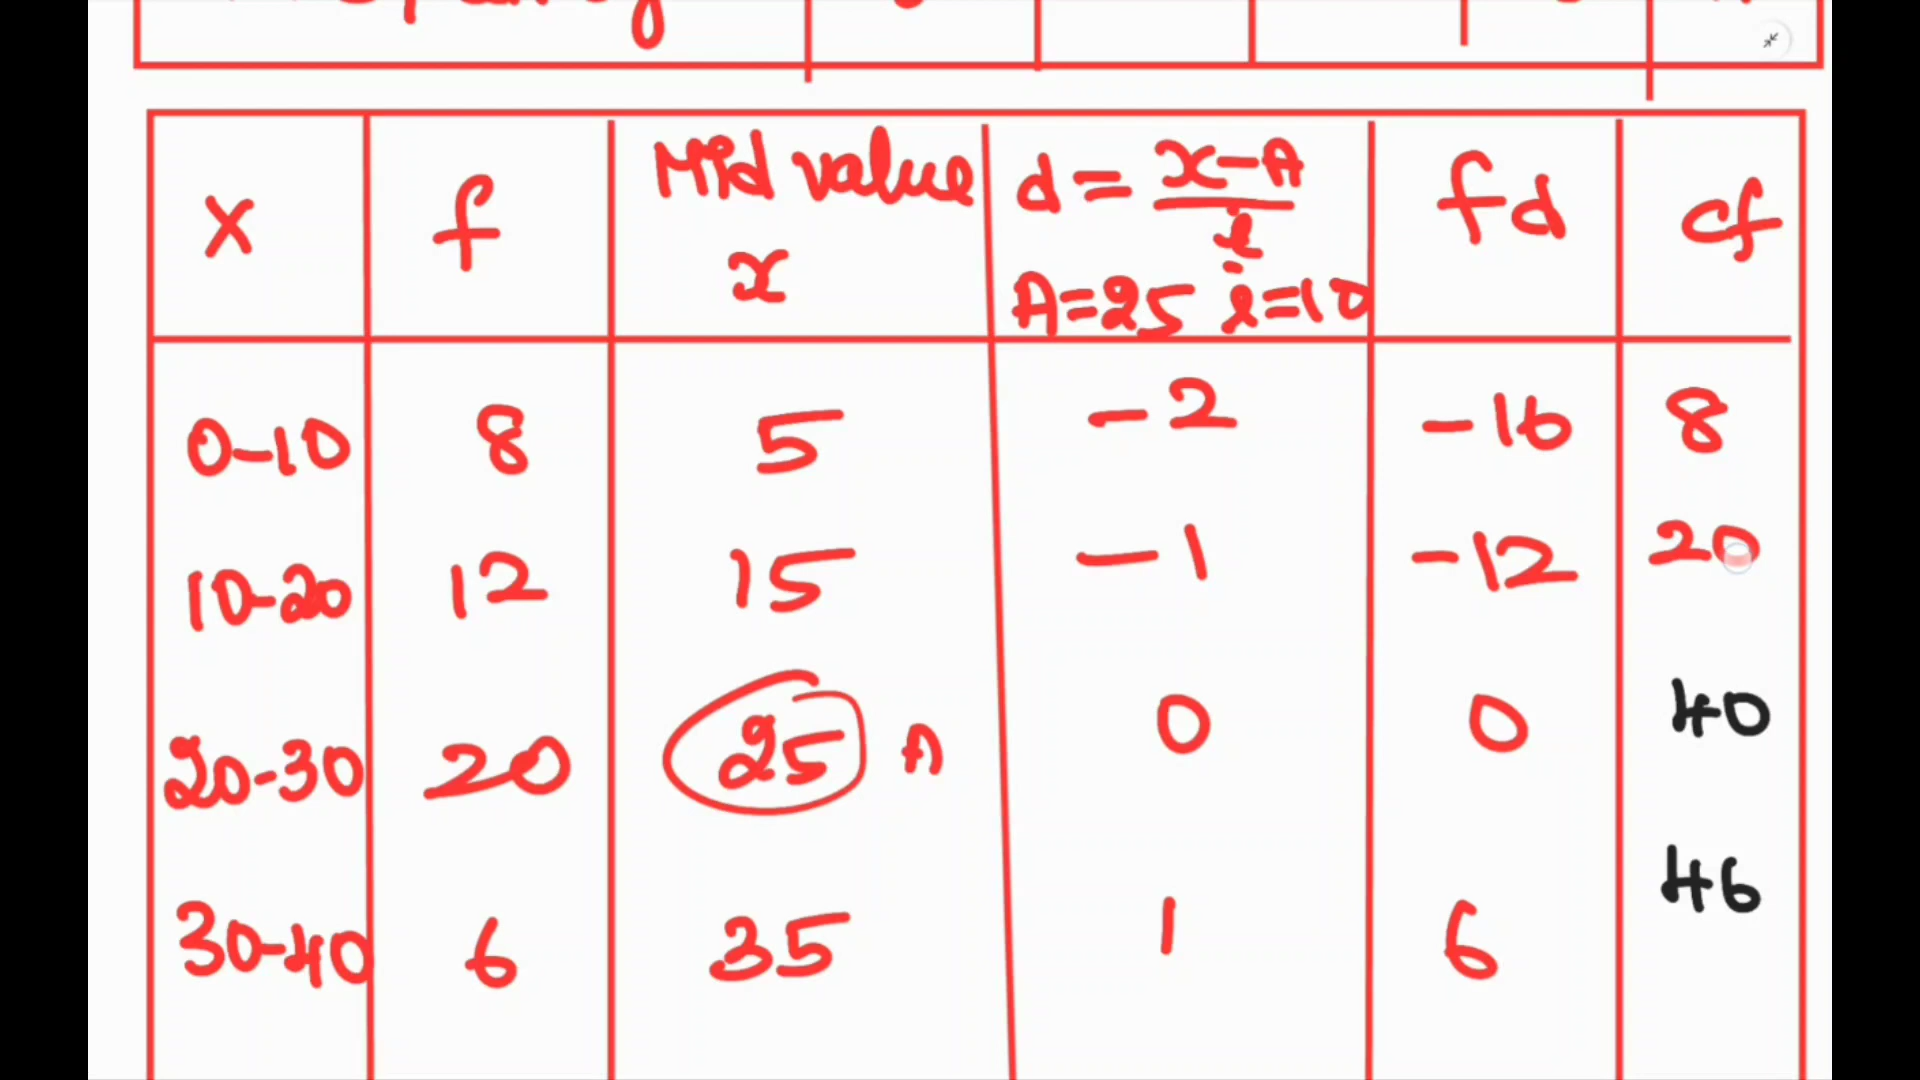 X f Mid value x d = x-A / i A=25 i=10 fd cf
0-10 8 5 -2 -16 8
10-20 12 15 -1 -12 20
20-30 20 25 A 0 0 40
30-40 6 35 1 6 46